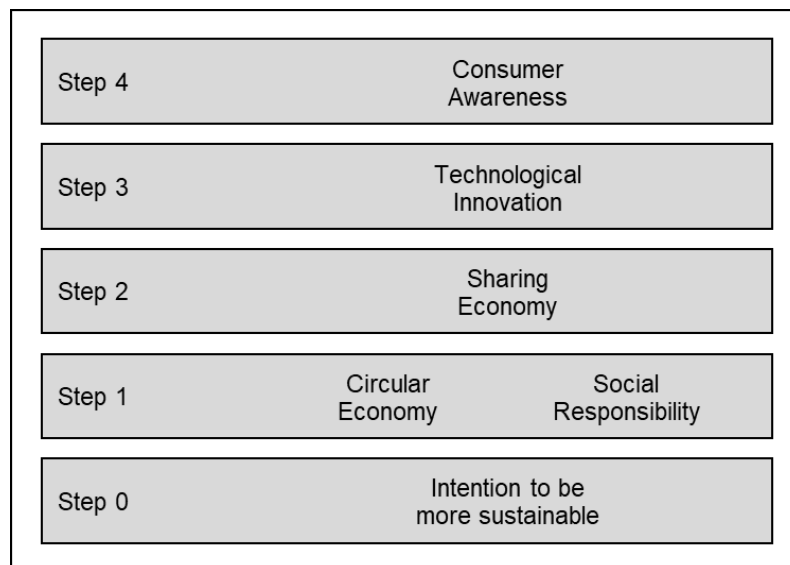 Step 4
Consumer
Awareness
Step 3
Technological
Innovation
Step 2
Sharing
Economy
Step 1
Circular
Economy
Social
Responsibility
Step 0
Intention to be
more sustainable